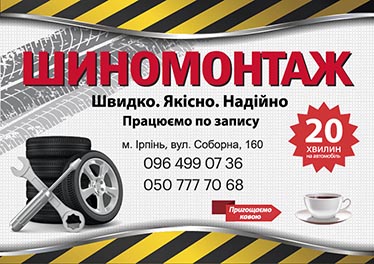 ШИНОМОНТАЖ
Швидко. Якісно. Надійно
Працюємо по запису
м. Ірпінь, вул. Соборна, 160
096 499 07 36
050 777 70 68
20
ХВИЛИН
на автомобіль
Пригощаємо
кавою